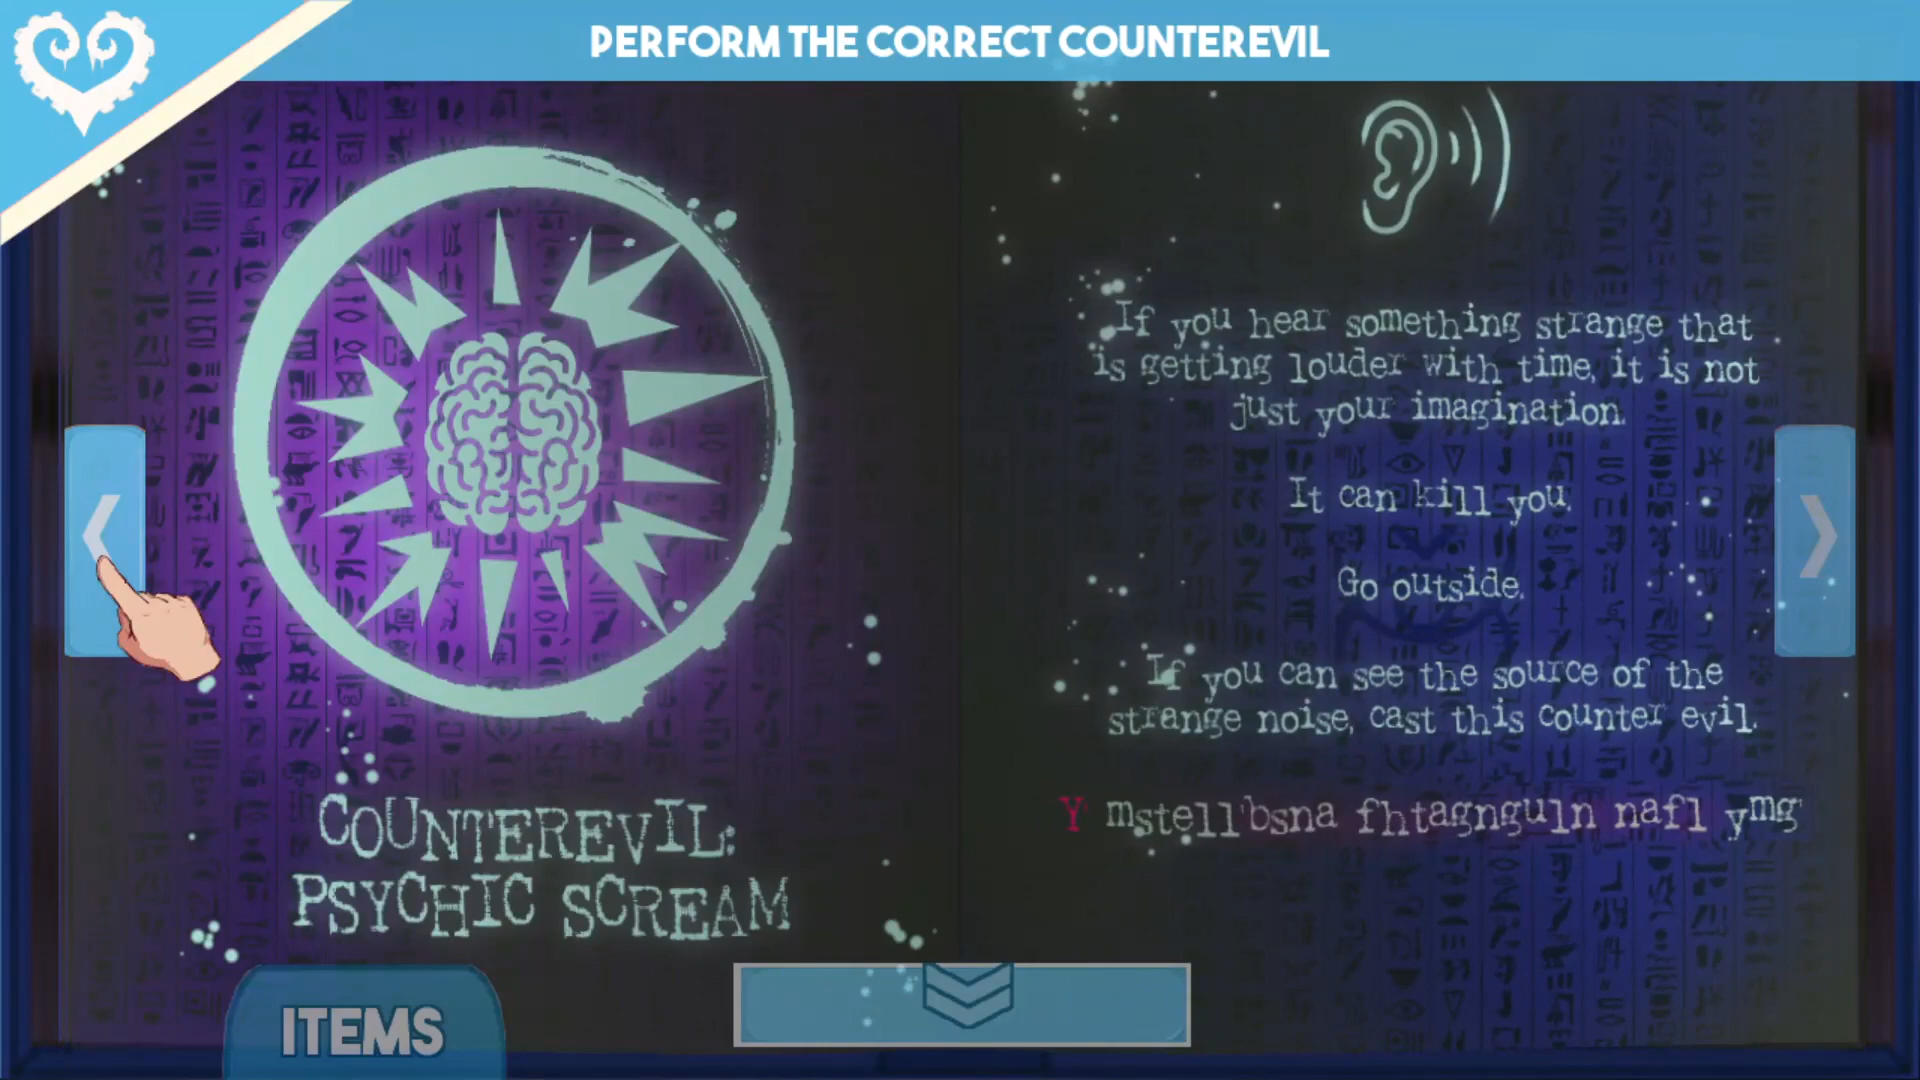 PERFORM THE CORRECT COUNTEREVIL
COUNTEREVIL:
PSYCHIC SCREAM
If you hear something strange that
is getting louder with time, it is not
just your imagination.
It can kill you.
Go outside.
If you can see the source of the
strange noise, cast this counter evil.
Y' mstell'bsna fhtagnguln nafl ymg'
ITEMS